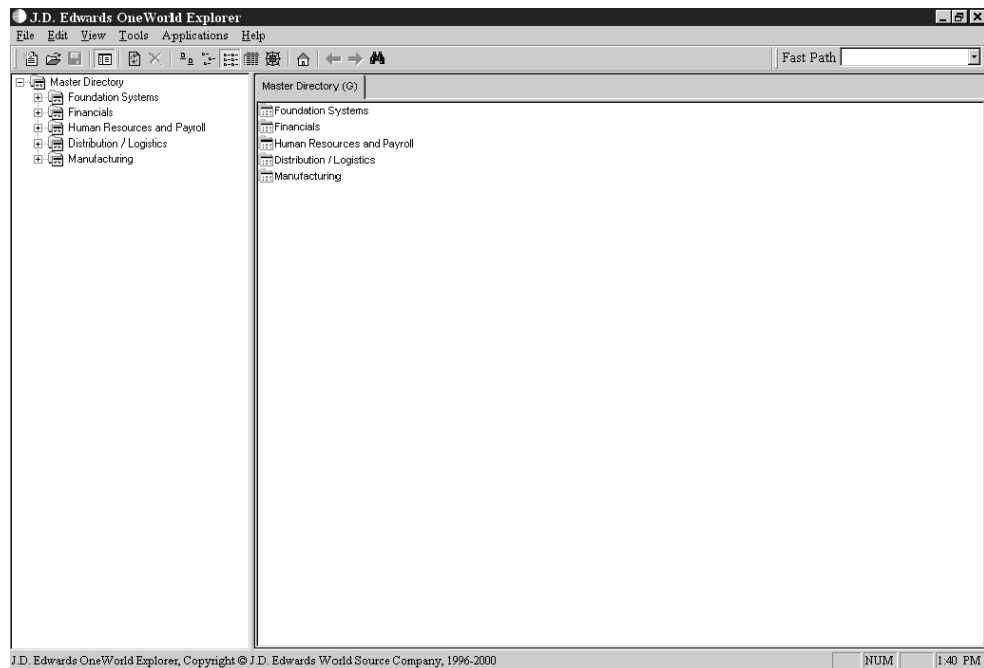 J.D. Edwards OneWorld Explorer
File Edit View Tools Applications Help
Fast Path
Master Directory
Foundation Systems
Financials
Human Resources and Payroll
Distribution / Logistics
Manufacturing
Master Directory (G)
Foundation Systems
Financials
Human Resources and Payroll
Distribution / Logistics
Manufacturing
J.D. Edwards OneWorld Explorer, Copyright © J.D. Edwards World Source Company, 1996-2000
NUM
1:40 PM